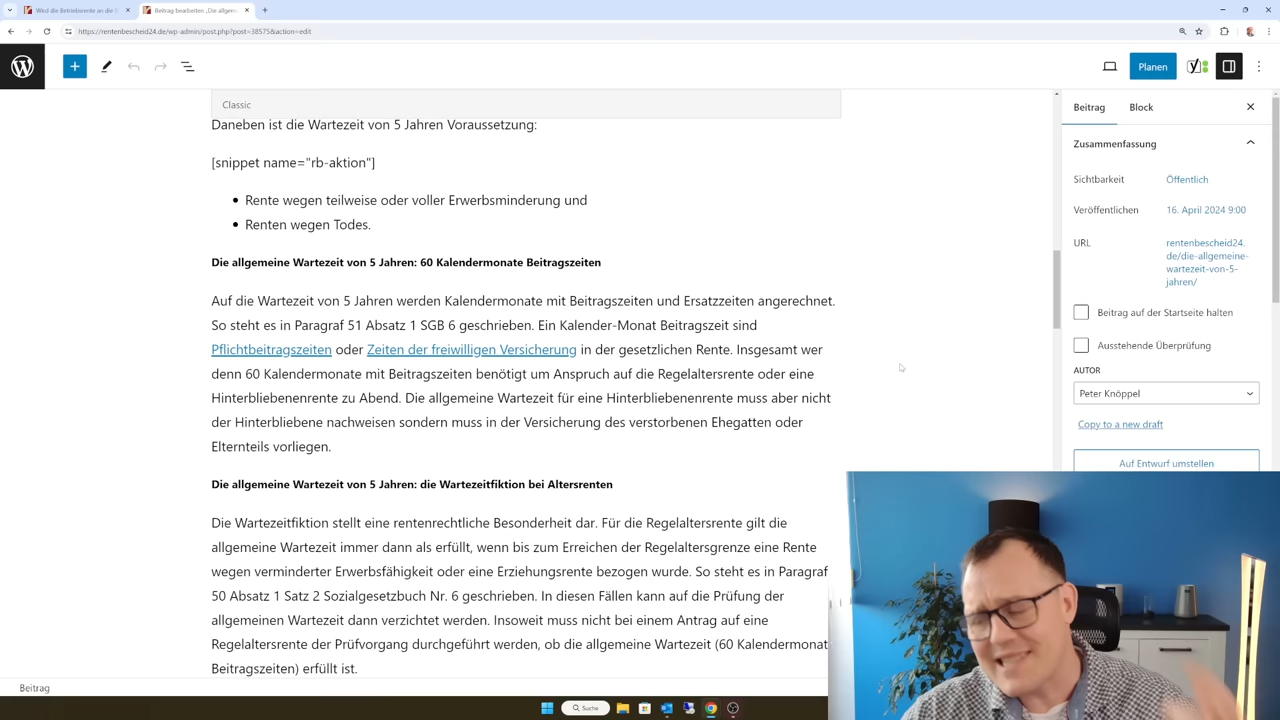 Wird die Betriebsrente an die S
Beitrag bearbeiten „Die allgem
https://rentenbescheid24.de/wp-admin/post.php?post=38575&action=edit
Planen
Classic
Daneben ist die Wartezeit von 5 Jahren Voraussetzung:
[snippet name="rb-aktion"]
• Rente wegen teilweise oder voller Erwerbsminderung und
• Renten wegen Todes.
Die allgemeine Wartezeit von 5 Jahren: 60 Kalendermonate Beitragszeiten
Auf die Wartezeit von 5 Jahren werden Kalendermonate mit Beitragszeiten und Ersatzzeiten angerechnet.
So steht es in Paragraf 51 Absatz 1 SGB 6 geschrieben. Ein Kalender-Monat Beitragszeit sind
Pflichtbeitragszeiten oder Zeiten der freiwilligen Versicherung in der gesetzlichen Rente. Insgesamt wer
denn 60 Kalendermonate mit Beitragszeiten benötigt um Anspruch auf die Regelaltersrente oder eine
Hinterbliebenenrente zu Abend. Die allgemeine Wartezeit für eine Hinterbliebenenrente muss aber nicht
der Hinterbliebene nachweisen sondern muss in der Versicherung des verstorbenen Ehegatten oder
Elternteils vorliegen.
Die allgemeine Wartezeit von 5 Jahren: die Wartezeitfiktion bei Altersrenten
Die Wartezeitfiktion stellt eine rentenrechtliche Besonderheit dar. Für die Regelaltersrente gilt die
allgemeine Wartezeit immer dann als erfüllt, wenn bis zum Erreichen der Regelaltersgrenze eine Rente
wegen verminderter Erwerbsfähigkeit oder eine Erziehungsrente bezogen wurde. So steht es in Paragraf
50 Absatz 1 Satz 2 Sozialgesetzbuch Nr. 6 geschrieben. In diesen Fällen kann auf die Prüfung der
allgemeinen Wartezeit dann verzichtet werden. Insoweit muss nicht bei einem Antrag auf eine
Regelaltersrente der Prüfvorgang durchgeführt werden, ob die allgemeine Wartezeit (60 Kalendermonat
Beitragszeiten) erfüllt ist.
Beitrag
Block
Zusammenfassung
Sichtbarkeit Öffentlich
Veröffentlichen 16. April 2024 9:00
URL rentenbescheid24.
de/die-allgemeine-
wartezeit-von-5-
jahren/
Beitrag auf der Startseite halten
Ausstehende Überprüfung
AUTOR
Peter Knöppel
Copy to a new draft
Auf Entwurf umstellen
Beitrag
Suche